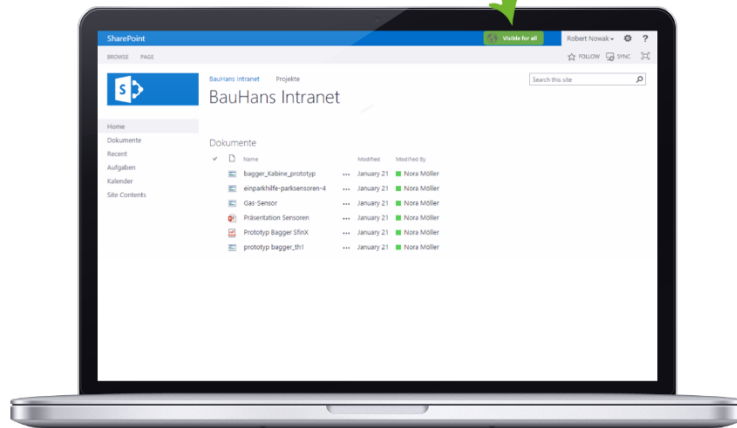 SharePoint
Visible for all
Robert Nowak
?
BROWSE PAGE
FOLLOW
SYNC
S
BauHans Intranet Projekte
Search this site
BauHans Intranet
Home
Dokumente
Recent
Aufgaben
Kalender
Site Contents
Dokumente
Name Modified Modified By
bagger_Kabine_prototyp ... January 21 Nora Möller
einparkhilfe-parksensoren-4 ... January 21 Nora Möller
Gas-Sensor ... January 21 Nora Möller
Präsentation Sensoren ... January 21 Nora Möller
Prototyp Bagger SfinX ... January 21 Nora Möller
prototyp bagger_th1 ... January 21 Nora Möller